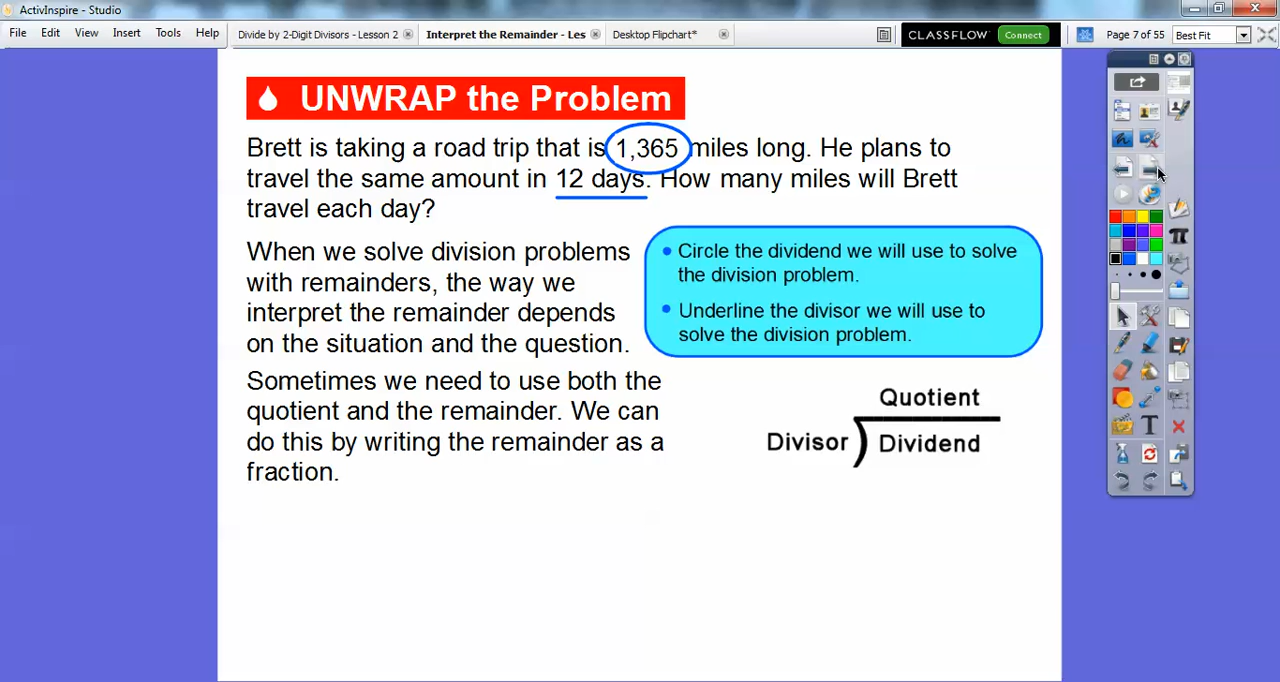 ActivInspire - Studio
File Edit View Insert Tools Help
Divide by 2-Digit Divisors - Lesson 2
Interpret the Remainder - Les
Desktop Flipchart*
CLASSFLOW Connect
Page 7 of 55
Best Fit
UNWRAP the Problem
Brett is taking a road trip that is 1,365 miles long. He plans to
travel the same amount in 12 days. How many miles will Brett
travel each day?
When we solve division problems
with remainders, the way we
interpret the remainder depends
on the situation and the question.
Sometimes we need to use both the
quotient and the remainder. We can
do this by writing the remainder as a
fraction.
• Circle the dividend we will use to solve
the division problem.
• Underline the divisor we will use to
solve the division problem.
Quotient
Divisor Dividend